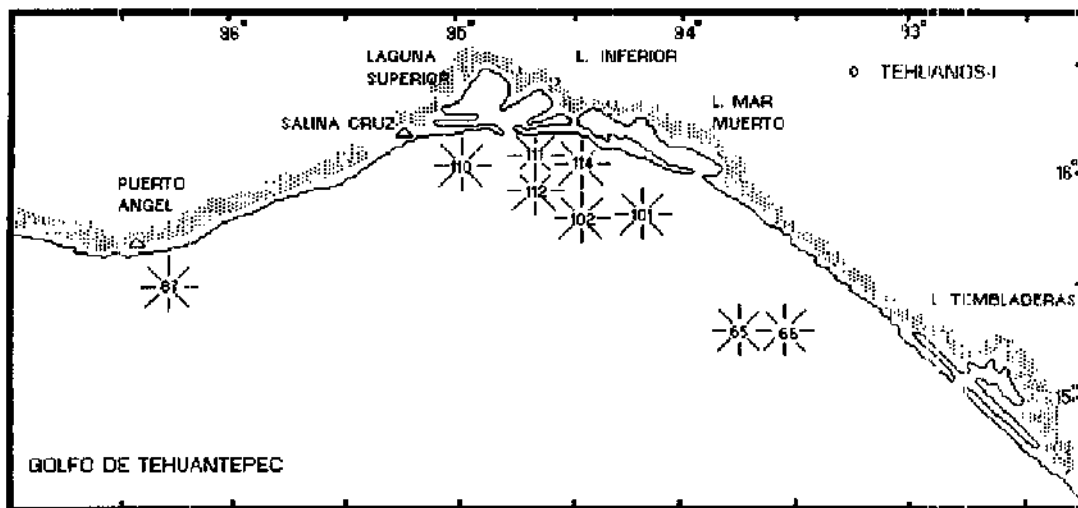 96°
95°
94°
93°
LAGUNA
SUPERIOR
L. INFERIOR
TEHUANOS-I
L. MAR
MUERTO
SALINA CRUZ
110
111
114
16°
PUERTO
ANGEL
112
102
101
87
L. TEMBLADERAS
65
66
15°
GOLFO DE TEHUANTEPEC